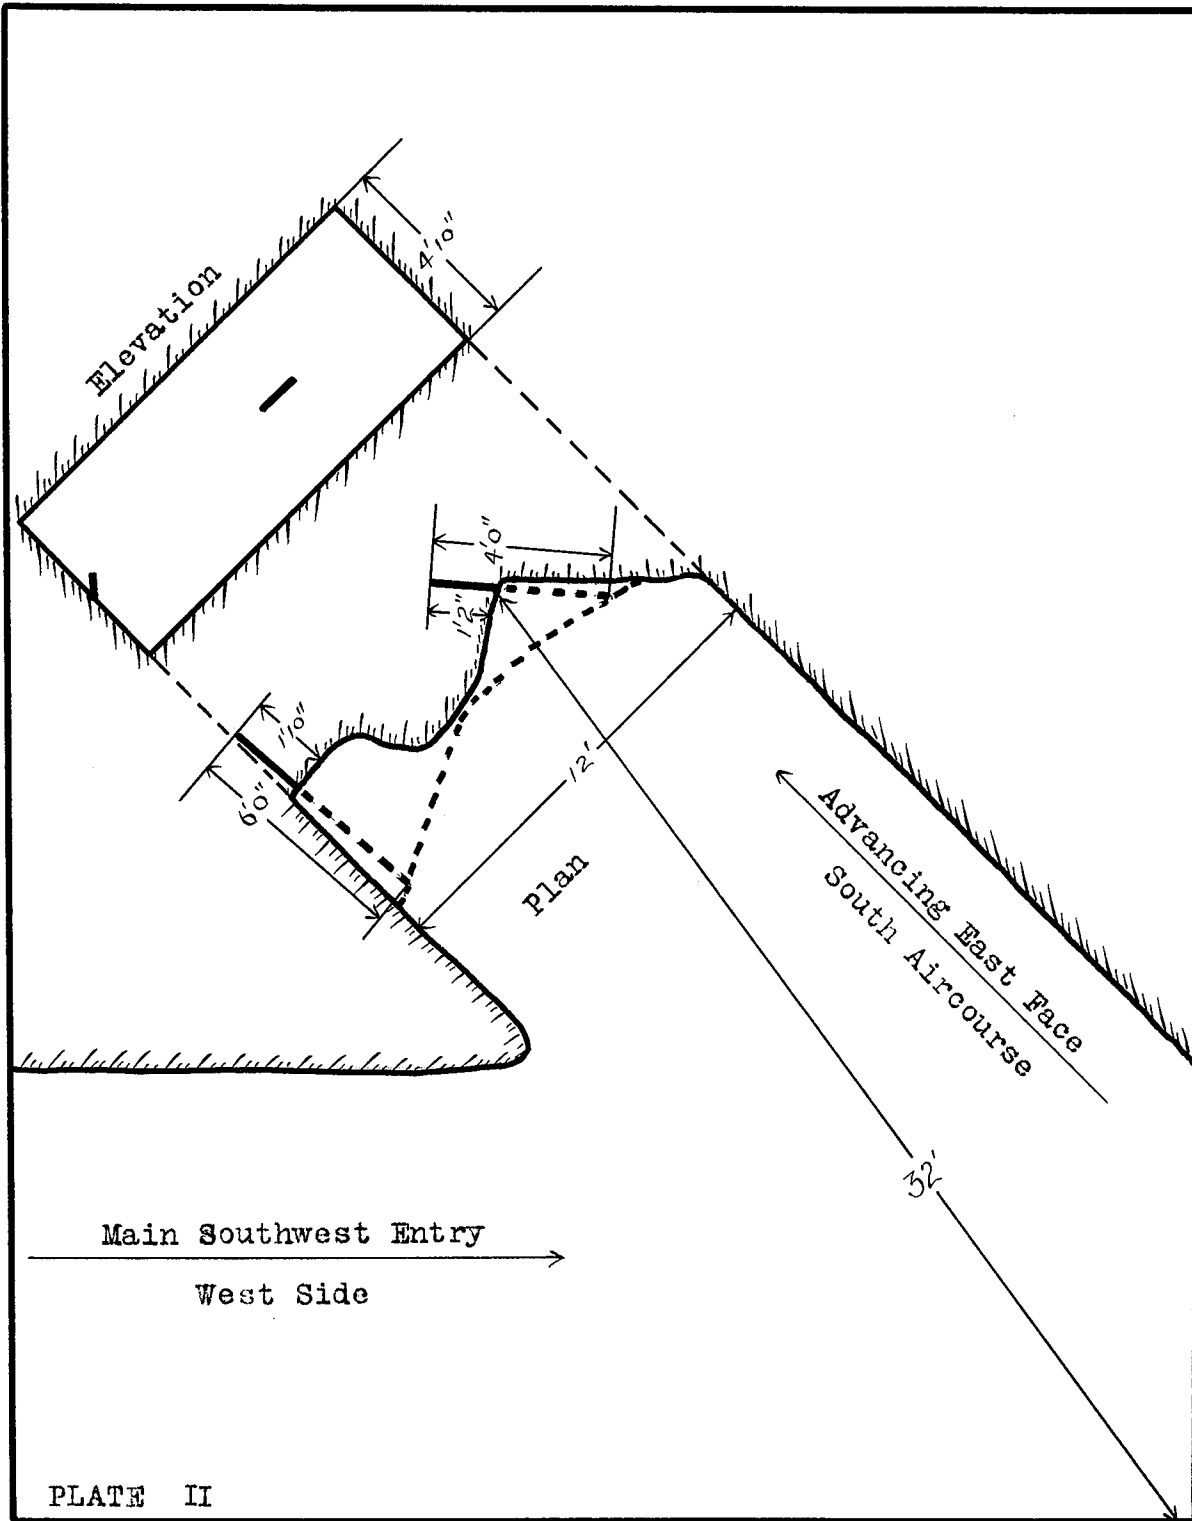 4'0"
Elevation
4'0"
1'2"
1'0"
6'0"
12'
Plan
Advancing East Face
South Aircourse
32'
Main Southwest Entry
West Side
PLATE II